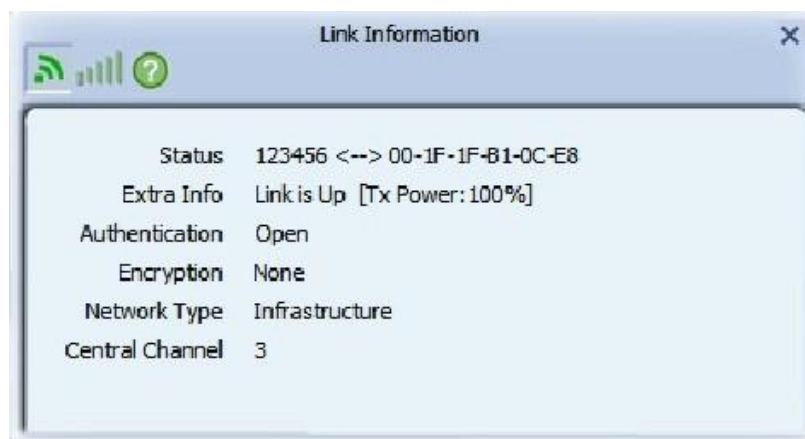 Link Information
Status 123456 <--> 00-1F-1F-B1-0C-E8
Extra Info Link is Up [Tx Power:100%]
Authentication Open
Encryption None
Network Type Infrastructure
Central Channel 3